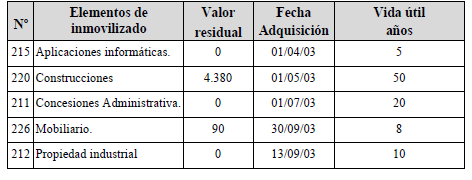 Nº Elementos de inmovilizado Valor residual Fecha Adquisición Vida útil años
215 Aplicaciones informáticas. 0 01/04/03 5
220 Construcciones 4.380 01/05/03 50
211 Concesiones Administrativa. 0 01/07/03 20
226 Mobiliario. 90 30/09/03 8
212 Propiedad industrial 0 13/09/03 10